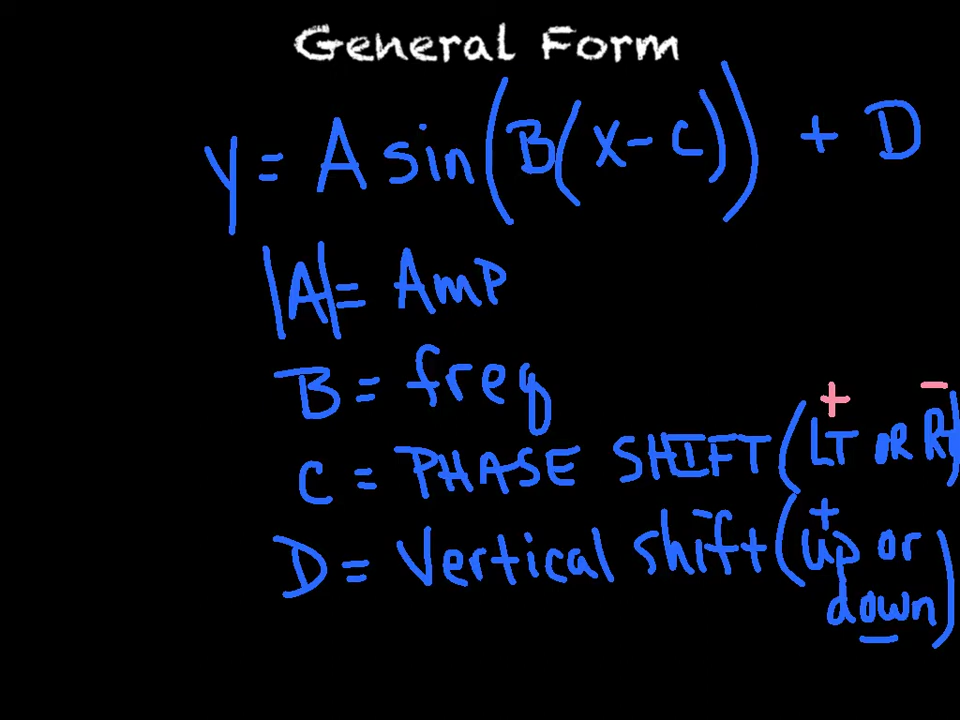 General Form
y = A sin(B(x - c)) + D
|A| = Amp
B = freq
+ -
C = PHASE SHIFT (LT OR RT)
+
D = Vertical shift (up or
down)